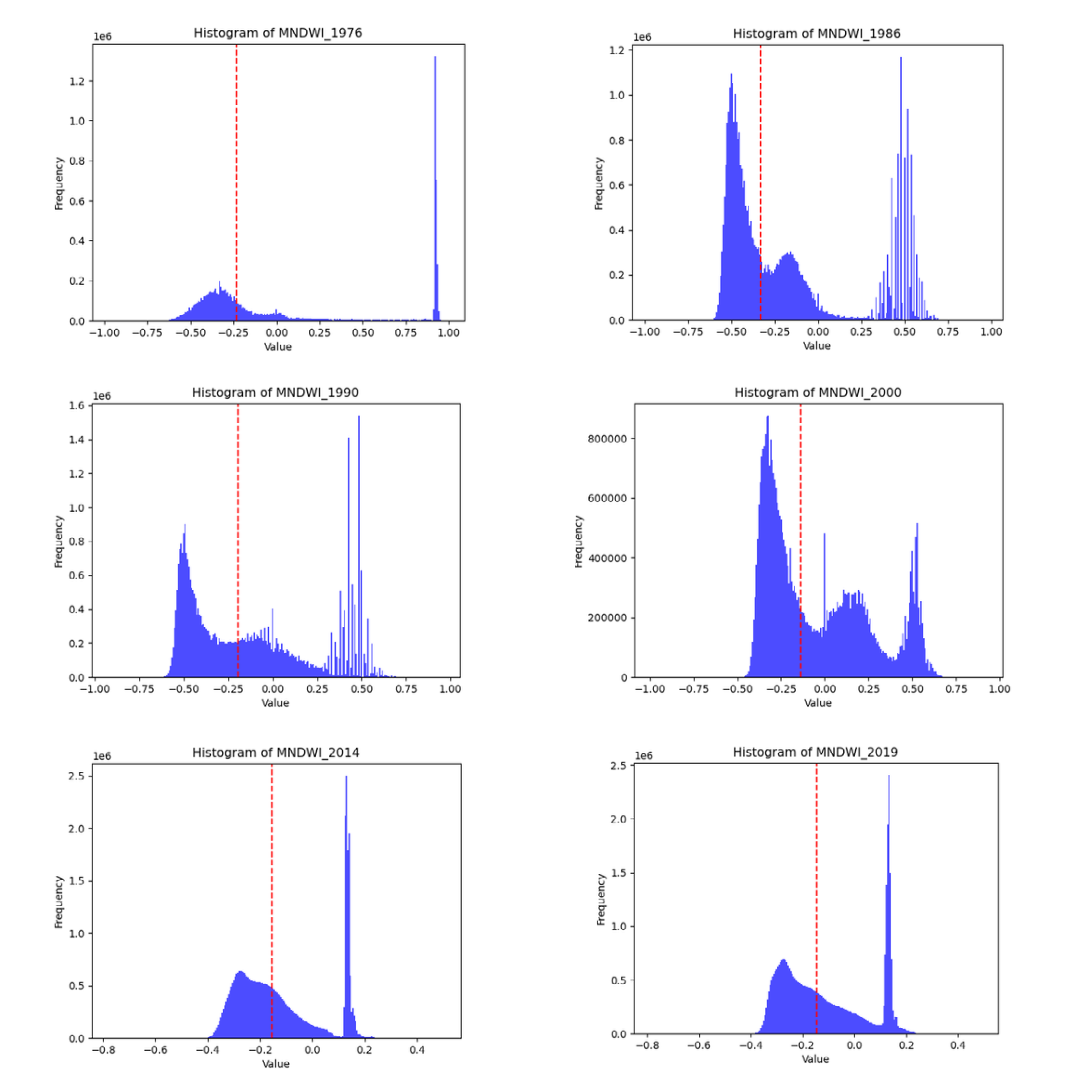 Histogram of MNDWI_1976
1e6
Frequency
1.2
1.0
0.8
0.6
0.4
0.2
0.0
−1.00 −0.75 −0.50 −0.25 0.00 0.25 0.50 0.75 1.00
Value
Histogram of MNDWI_1986
1e6
Frequency
1.2
1.0
0.8
0.6
0.4
0.2
0.0
−1.00 −0.75 −0.50 −0.25 0.00 0.25 0.50 0.75 1.00
Value
Histogram of MNDWI_1990
1e6
Frequency
1.6
1.4
1.2
1.0
0.8
0.6
0.4
0.2
0.0
−1.00 −0.75 −0.50 −0.25 0.00 0.25 0.50 0.75 1.00
Value
Histogram of MNDWI_2000
Frequency
800000
600000
400000
200000
0
−1.00 −0.75 −0.50 −0.25 0.00 0.25 0.50 0.75 1.00
Value
Histogram of MNDWI_2014
1e6
Frequency
2.5
2.0
1.5
1.0
0.5
0.0
−0.8 −0.6 −0.4 −0.2 0.0 0.2 0.4
Value
Histogram of MNDWI_2019
1e6
Frequency
2.5
2.0
1.5
1.0
0.5
0.0
−0.8 −0.6 −0.4 −0.2 0.0 0.2 0.4
Value